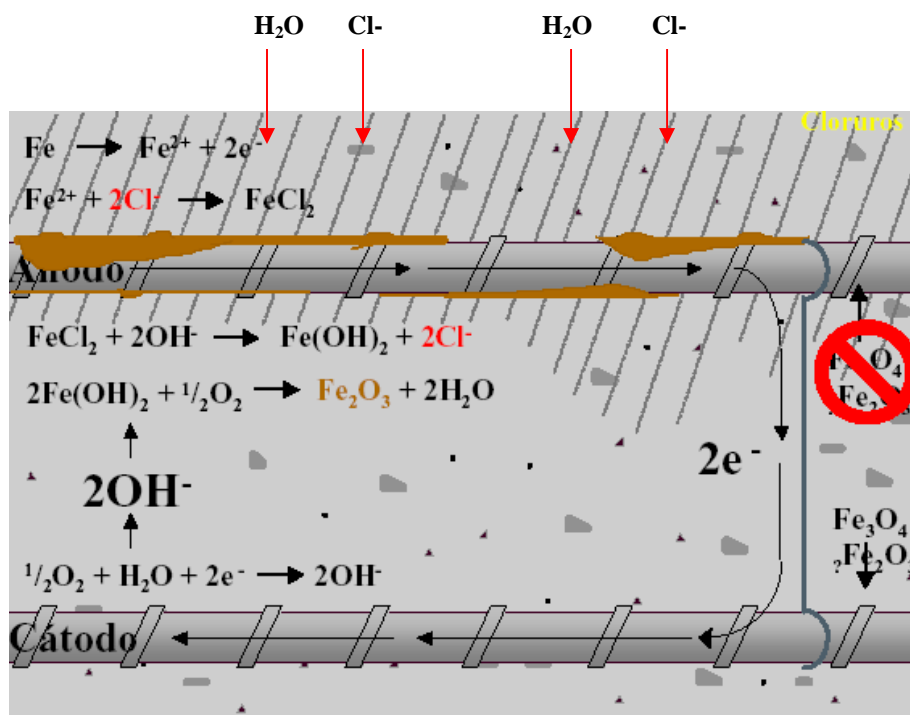 H₂O Cl- H₂O Cl-
Cloruros
Fe → Fe²⁺ + 2e⁻
Fe²⁺ + 2Cl⁻ → FeCl₂
Ánodo
FeCl₂ + 2OH⁻ → Fe(OH)₂ + 2Cl⁻
2Fe(OH)₂ + ¹/₂O₂ → Fe₂O₃ + 2H₂O
2OH⁻
2e⁻
¹/₂O₂ + H₂O + 2e⁻ → 2OH⁻
Fe₃O₄
?Fe₂O₃
Cátodo